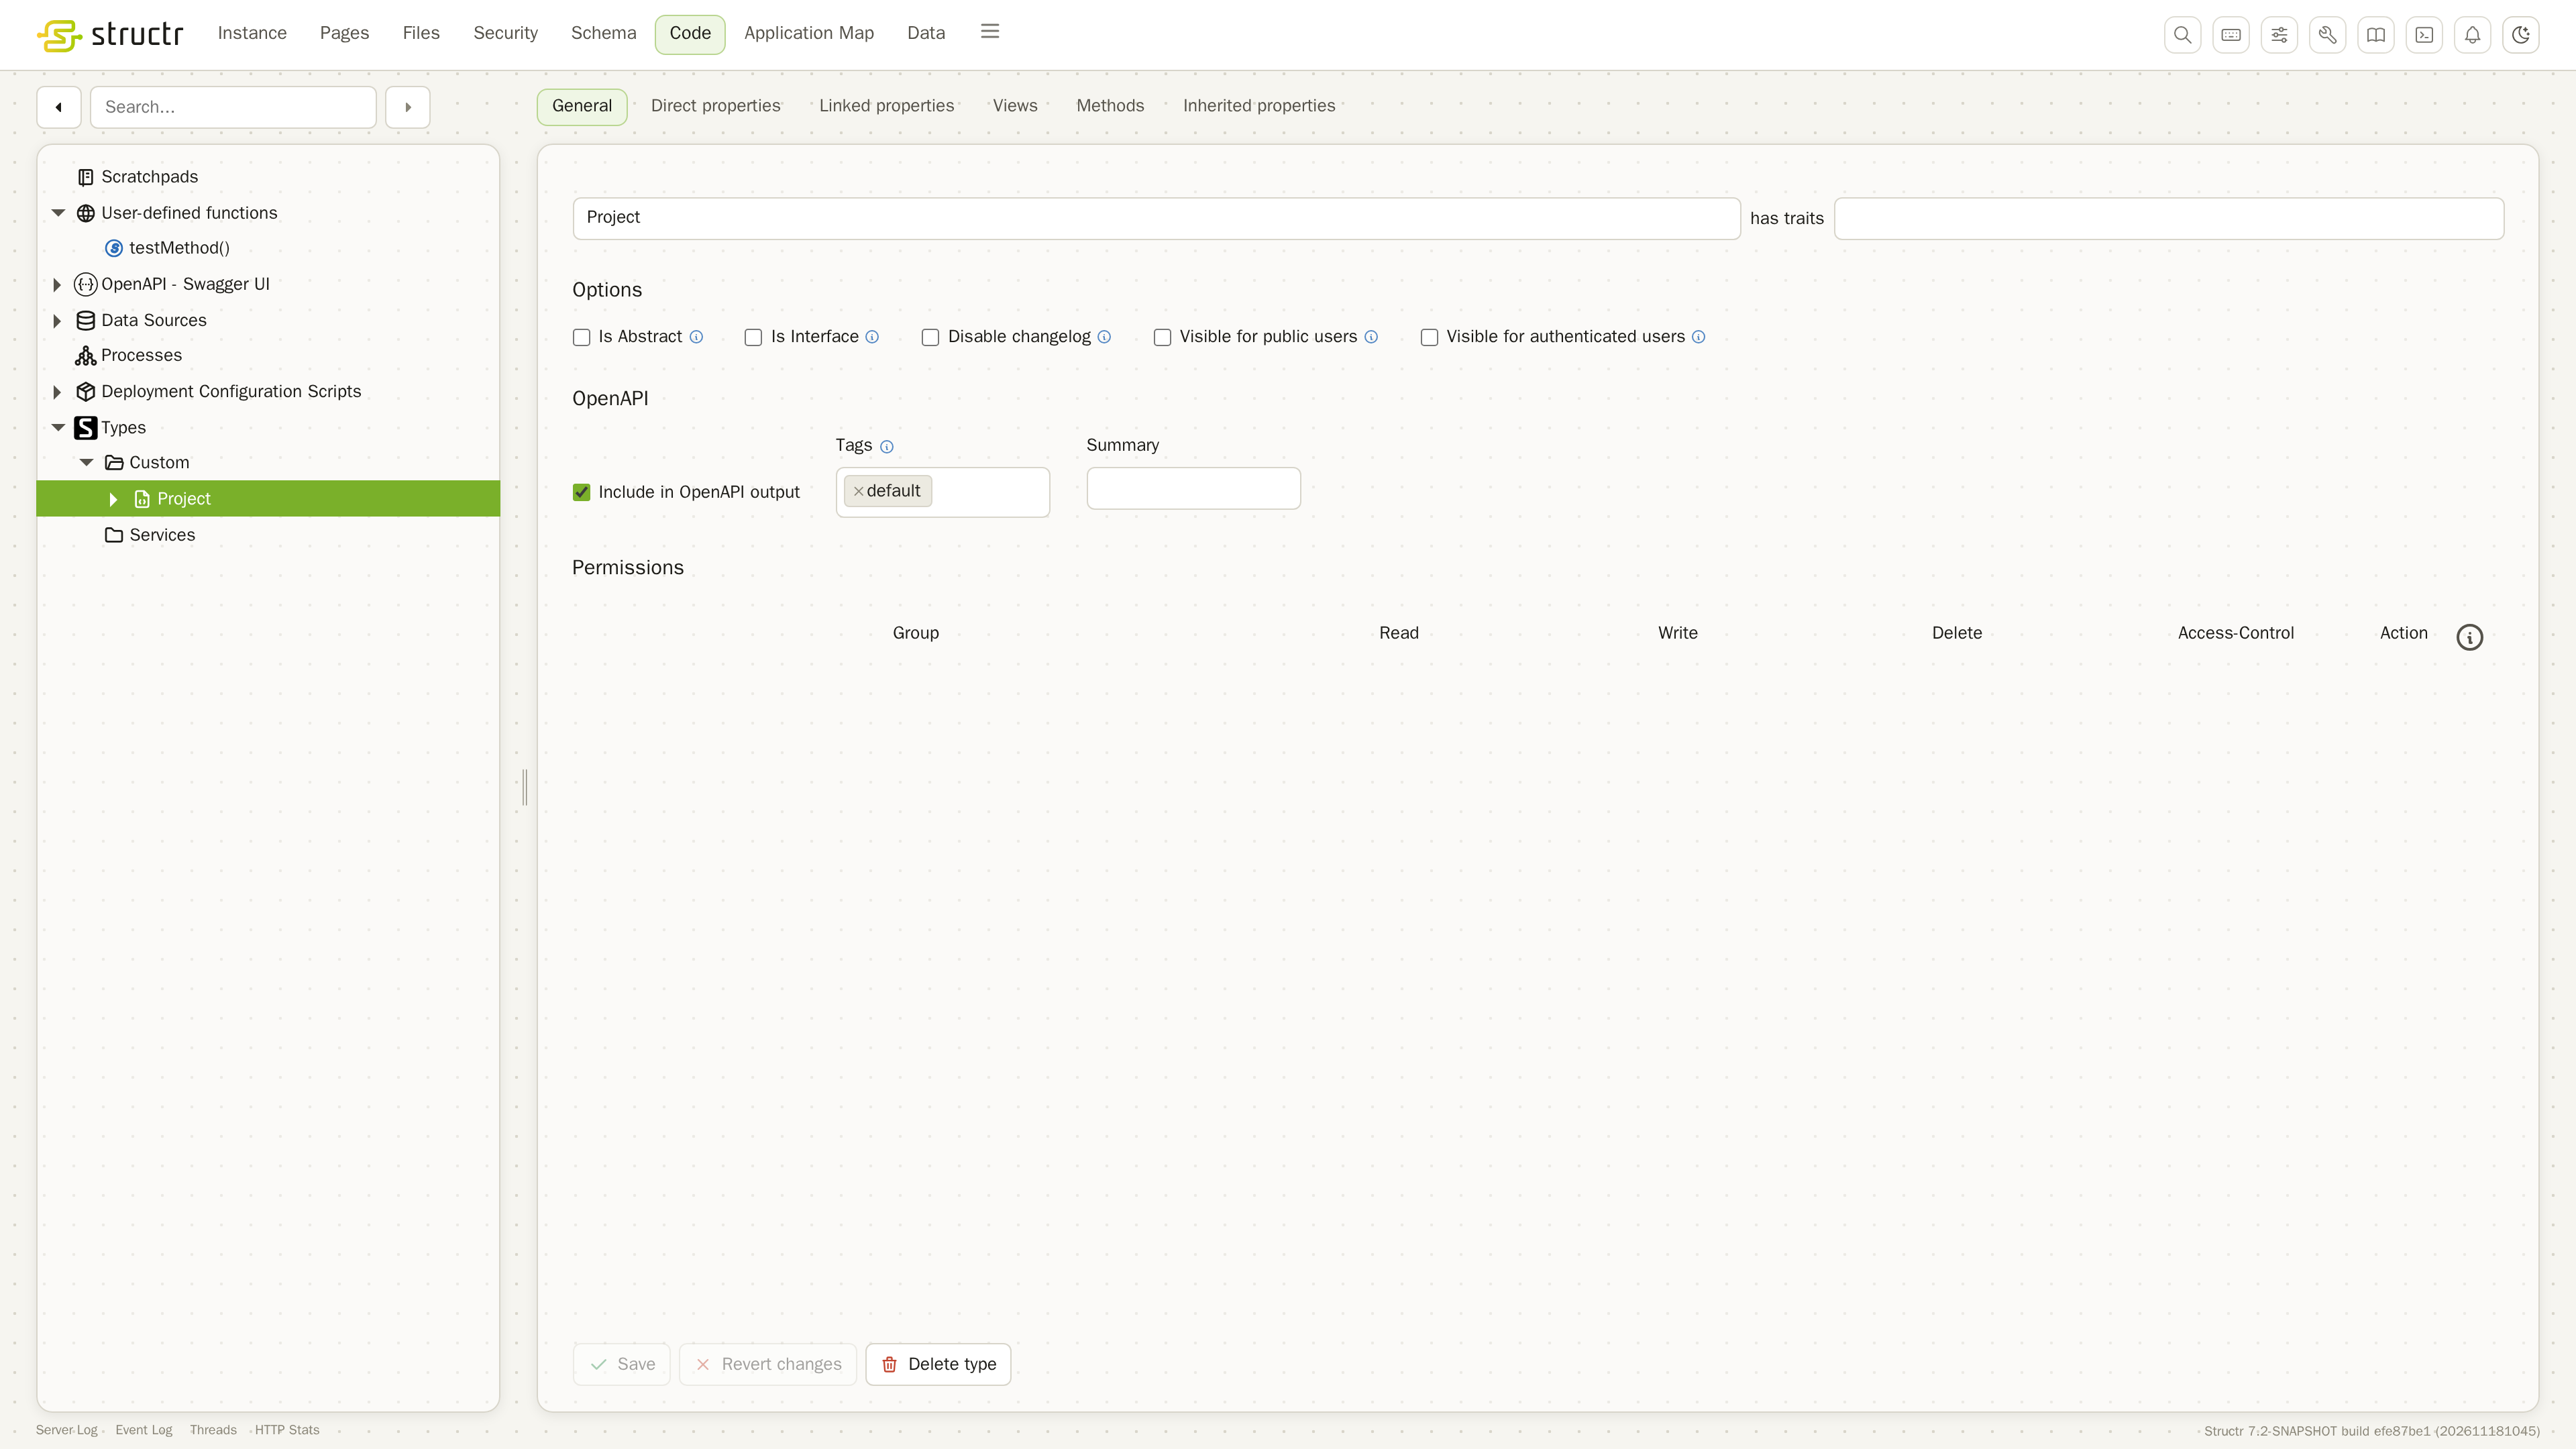 structr Instance Pages Files Security Schema Code Application Map Data
Search...
General Direct properties Linked properties Views Methods Inherited properties
Scratchpads
User-defined functions
testMethod()
OpenAPI - Swagger UI
Data Sources
Processes
Deployment Configuration Scripts
Types
Custom
Project
Services
Project has traits
Options
Is Abstract Is Interface Disable changelog Visible for public users Visible for authenticated users
OpenAPI
Tags Summary
Include in OpenAPI output default
Permissions
Group Read Write Delete Access-Control Action
Save Revert changes Delete type
Server Log Event Log Threads HTTP Stats
Structr 7.2-SNAPSHOT build efe87be1 (202611181045)